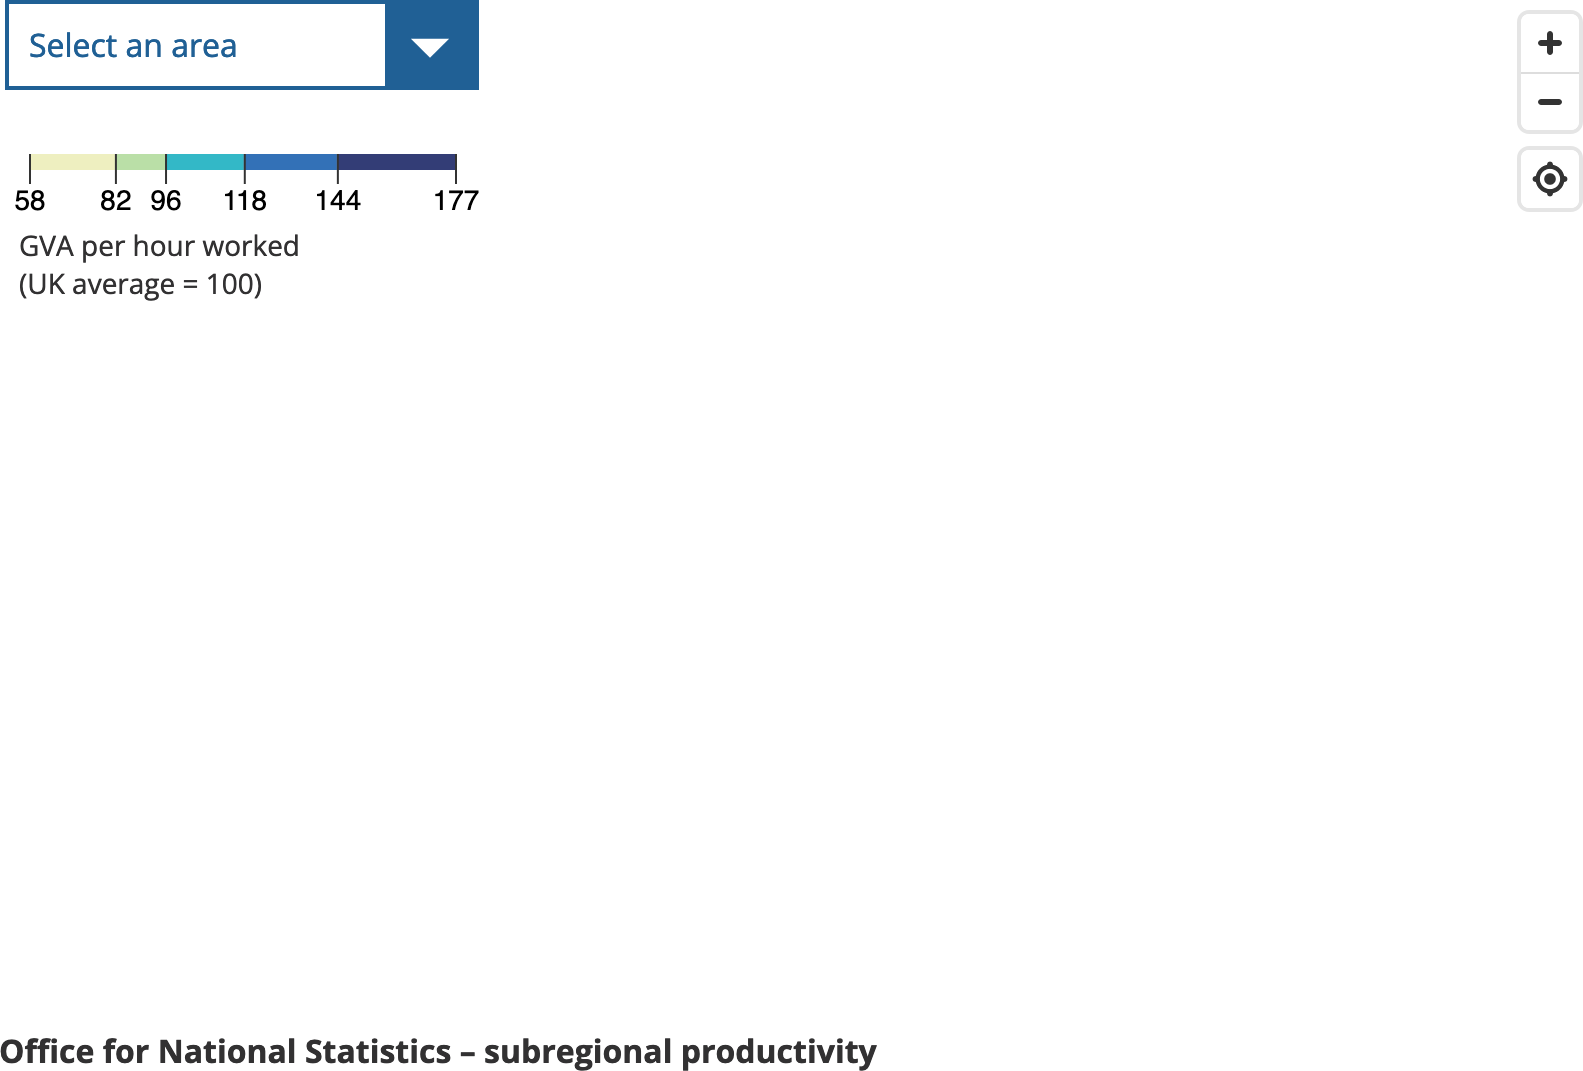 Select an area
58 82 96 118 144 177
GVA per hour worked
(UK average = 100)
Office for National Statistics – subregional productivity